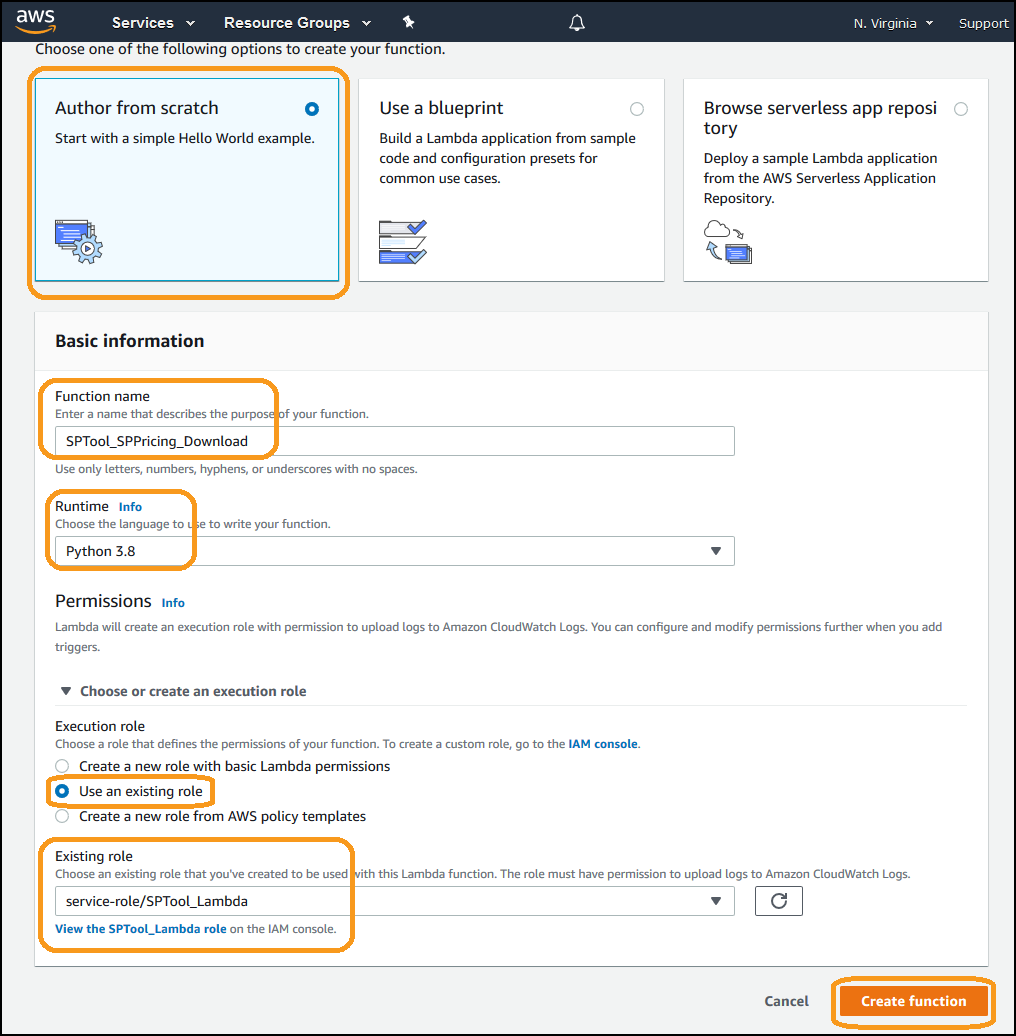 aws Services Resource Groups N. Virginia Support
Choose one of the following options to create your function.
Author from scratch
Start with a simple Hello World example.
Use a blueprint
Build a Lambda application from sample
code and configuration presets for
common use cases.
Browse serverless app reposi
tory
Deploy a sample Lambda application
from the AWS Serverless Application
Repository.
Basic information
Function name
Enter a name that describes the purpose of your function.
SPTool_SPPricing_Download
Use only letters, numbers, hyphens, or underscores with no spaces.
Runtime Info
Choose the language to use to write your function.
Python 3.8
Permissions Info
Lambda will create an execution role with permission to upload logs to Amazon CloudWatch Logs. You can configure and modify permissions further when you add
triggers.
Choose or create an execution role
Execution role
Choose a role that defines the permissions of your function. To create a custom role, go to the IAM console.
Create a new role with basic Lambda permissions
Use an existing role
Create a new role from AWS policy templates
Existing role
Choose an existing role that you've created to be used with this Lambda function. The role must have permission to upload logs to Amazon CloudWatch Logs.
service-role/SPTool_Lambda
View the SPTool_Lambda role on the IAM console.
Cancel Create function